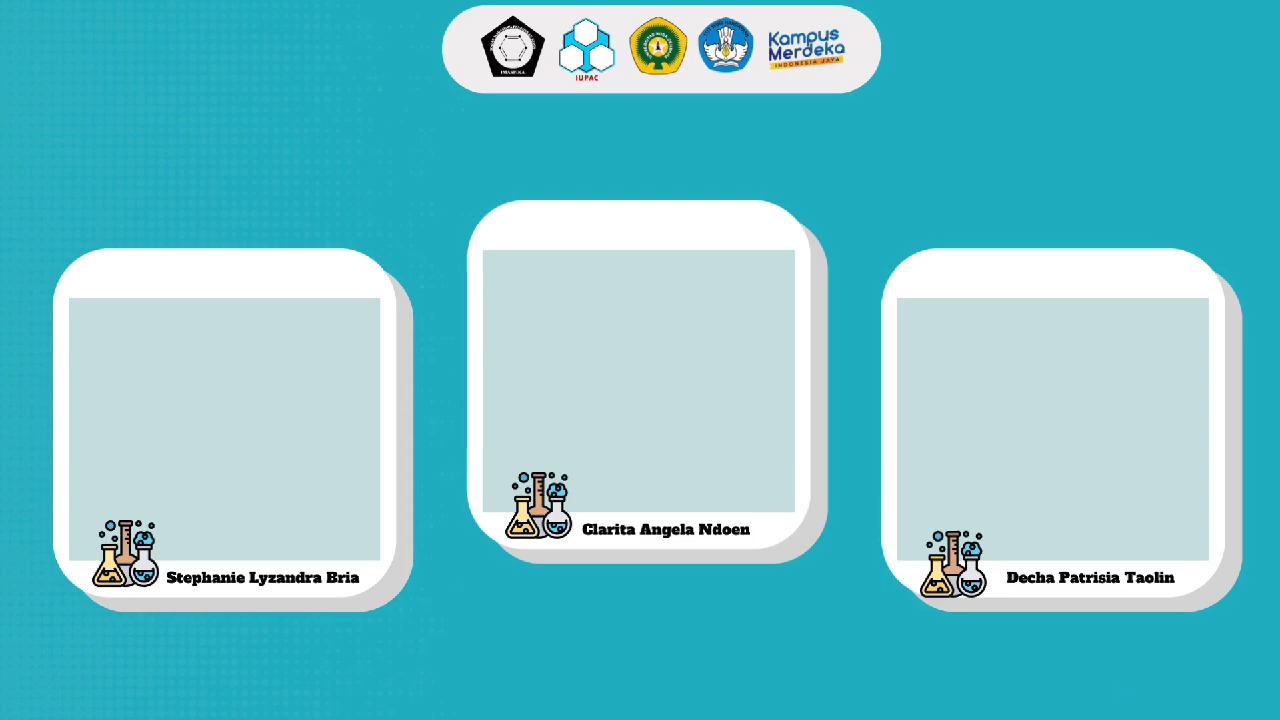 IUPAC
Kampus
Merdeka
INDONESIA JAYA
Clarita Angela Ndoen
Stephanie Lyzandra Bria
Decha Patrisia Taolin